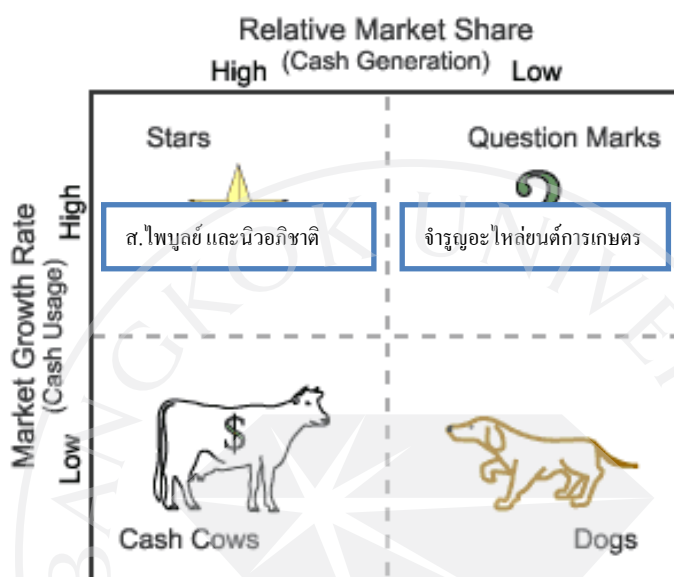 Relative Market Share
(Cash Generation)
High Low
Stars Question Marks
Market Growth Rate
(Cash Usage)
High
Low
ส.ไพบูลย์ และนิวอภิชาติ
จำรูญอะไหล่ยนต์การเกษตร
$
Cash Cows Dogs
BANGKOK UNIVE